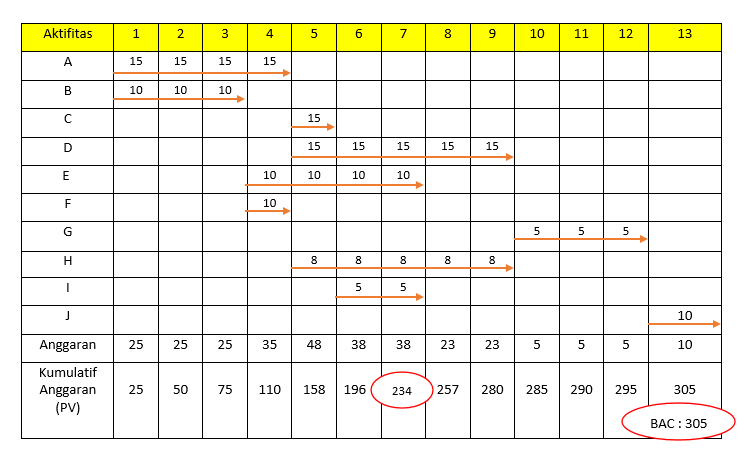 Aktifitas 1 2 3 4 5 6 7 8 9 10 11 12 13
A 15 15 15 15
B 10 10 10
C 15
D 15 15 15 15 15
E 10 10 10 10
F 10
G 5 5 5
H 8 8 8 8 8
I 5 5
J 10
Anggaran 25 25 25 35 48 38 38 23 23 5 5 5 10
Kumulatif
Anggaran 25 50 75 110 158 196 234 257 280 285 290 295 305
(PV)
BAC : 305